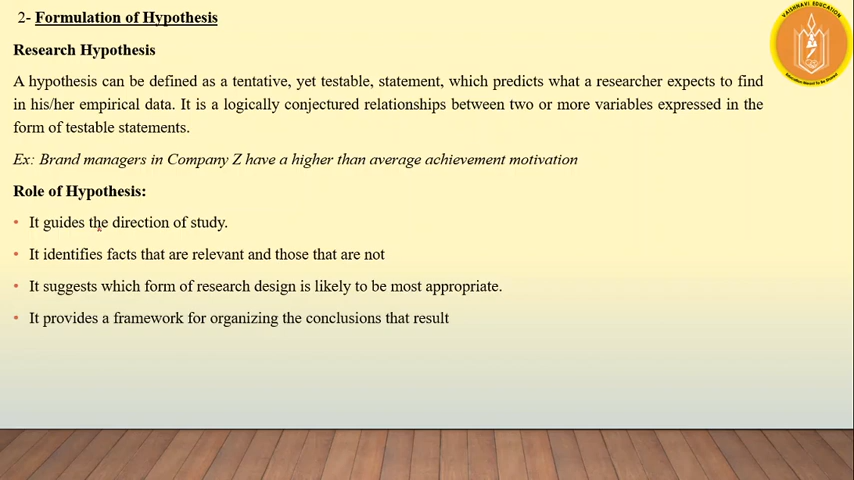 2- Formulation of Hypothesis
VAISHNAVI EDUCATION
Research Hypothesis
A hypothesis can be defined as a tentative, yet testable, statement, which predicts what a researcher expects to find
in his/her empirical data. It is a logically conjectured relationships between two or more variables expressed in the
form of testable statements.
Ex: Brand managers in Company Z have a higher than average achievement motivation
Role of Hypothesis:
• It guides the direction of study.
• It identifies facts that are relevant and those that are not
• It suggests which form of research design is likely to be most appropriate.
• It provides a framework for organizing the conclusions that result